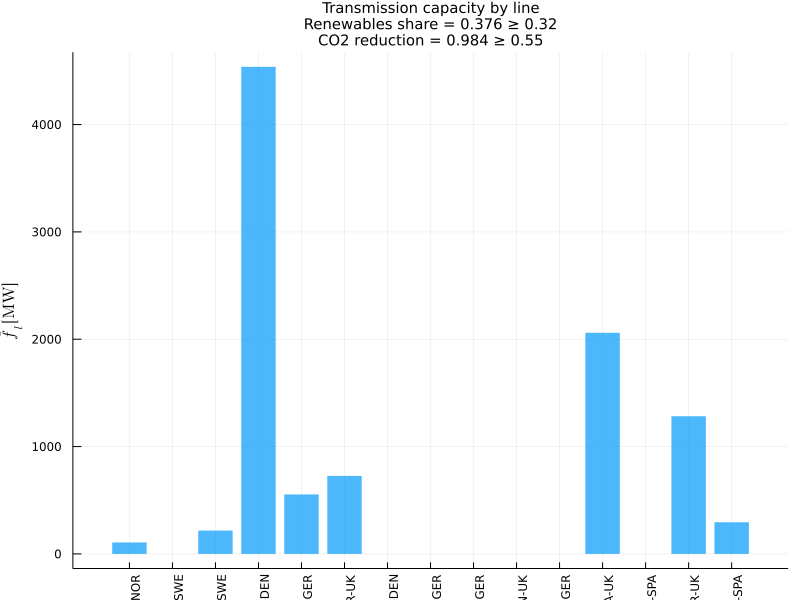 Transmission capacity by line
Renewables share = 0.376 ≥ 0.32
CO2 reduction = 0.984 ≥ 0.55
4000
3000
2000
1000
0
f_l [MW]
NOR
SWE
SWE
DEN
GER
R-UK
DEN
GER
GER
N-UK
GER
A-UK
-SPA
R-UK
-SPA